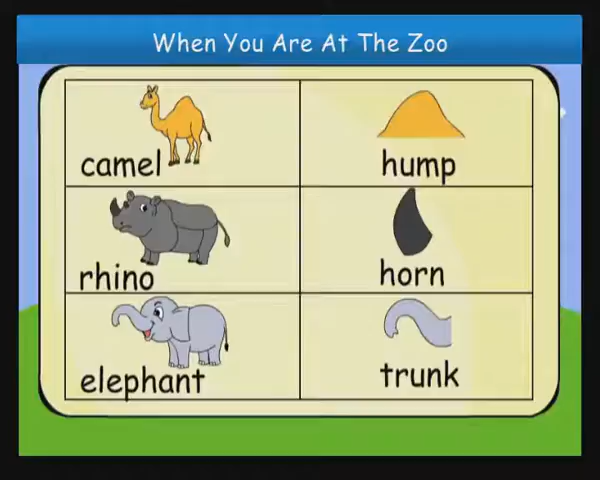 When You Are At The Zoo
camel
hump
rhino
horn
elephant
trunk